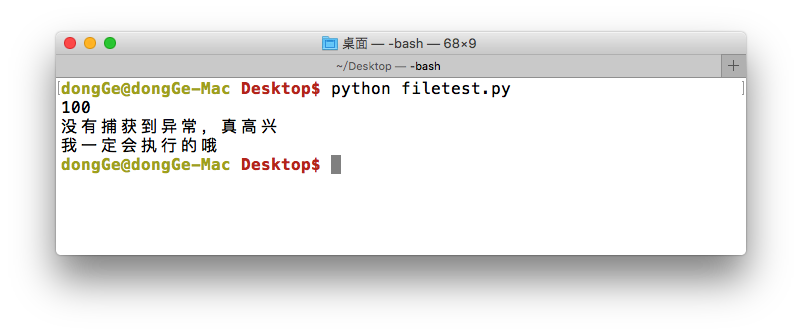 桌面 — -bash — 68×9
~/Desktop — -bash
dongGe@dongGe-Mac Desktop$ python filetest.py
100
没有捕获到异常，真高兴
我一定会执行的哦
dongGe@dongGe-Mac Desktop$